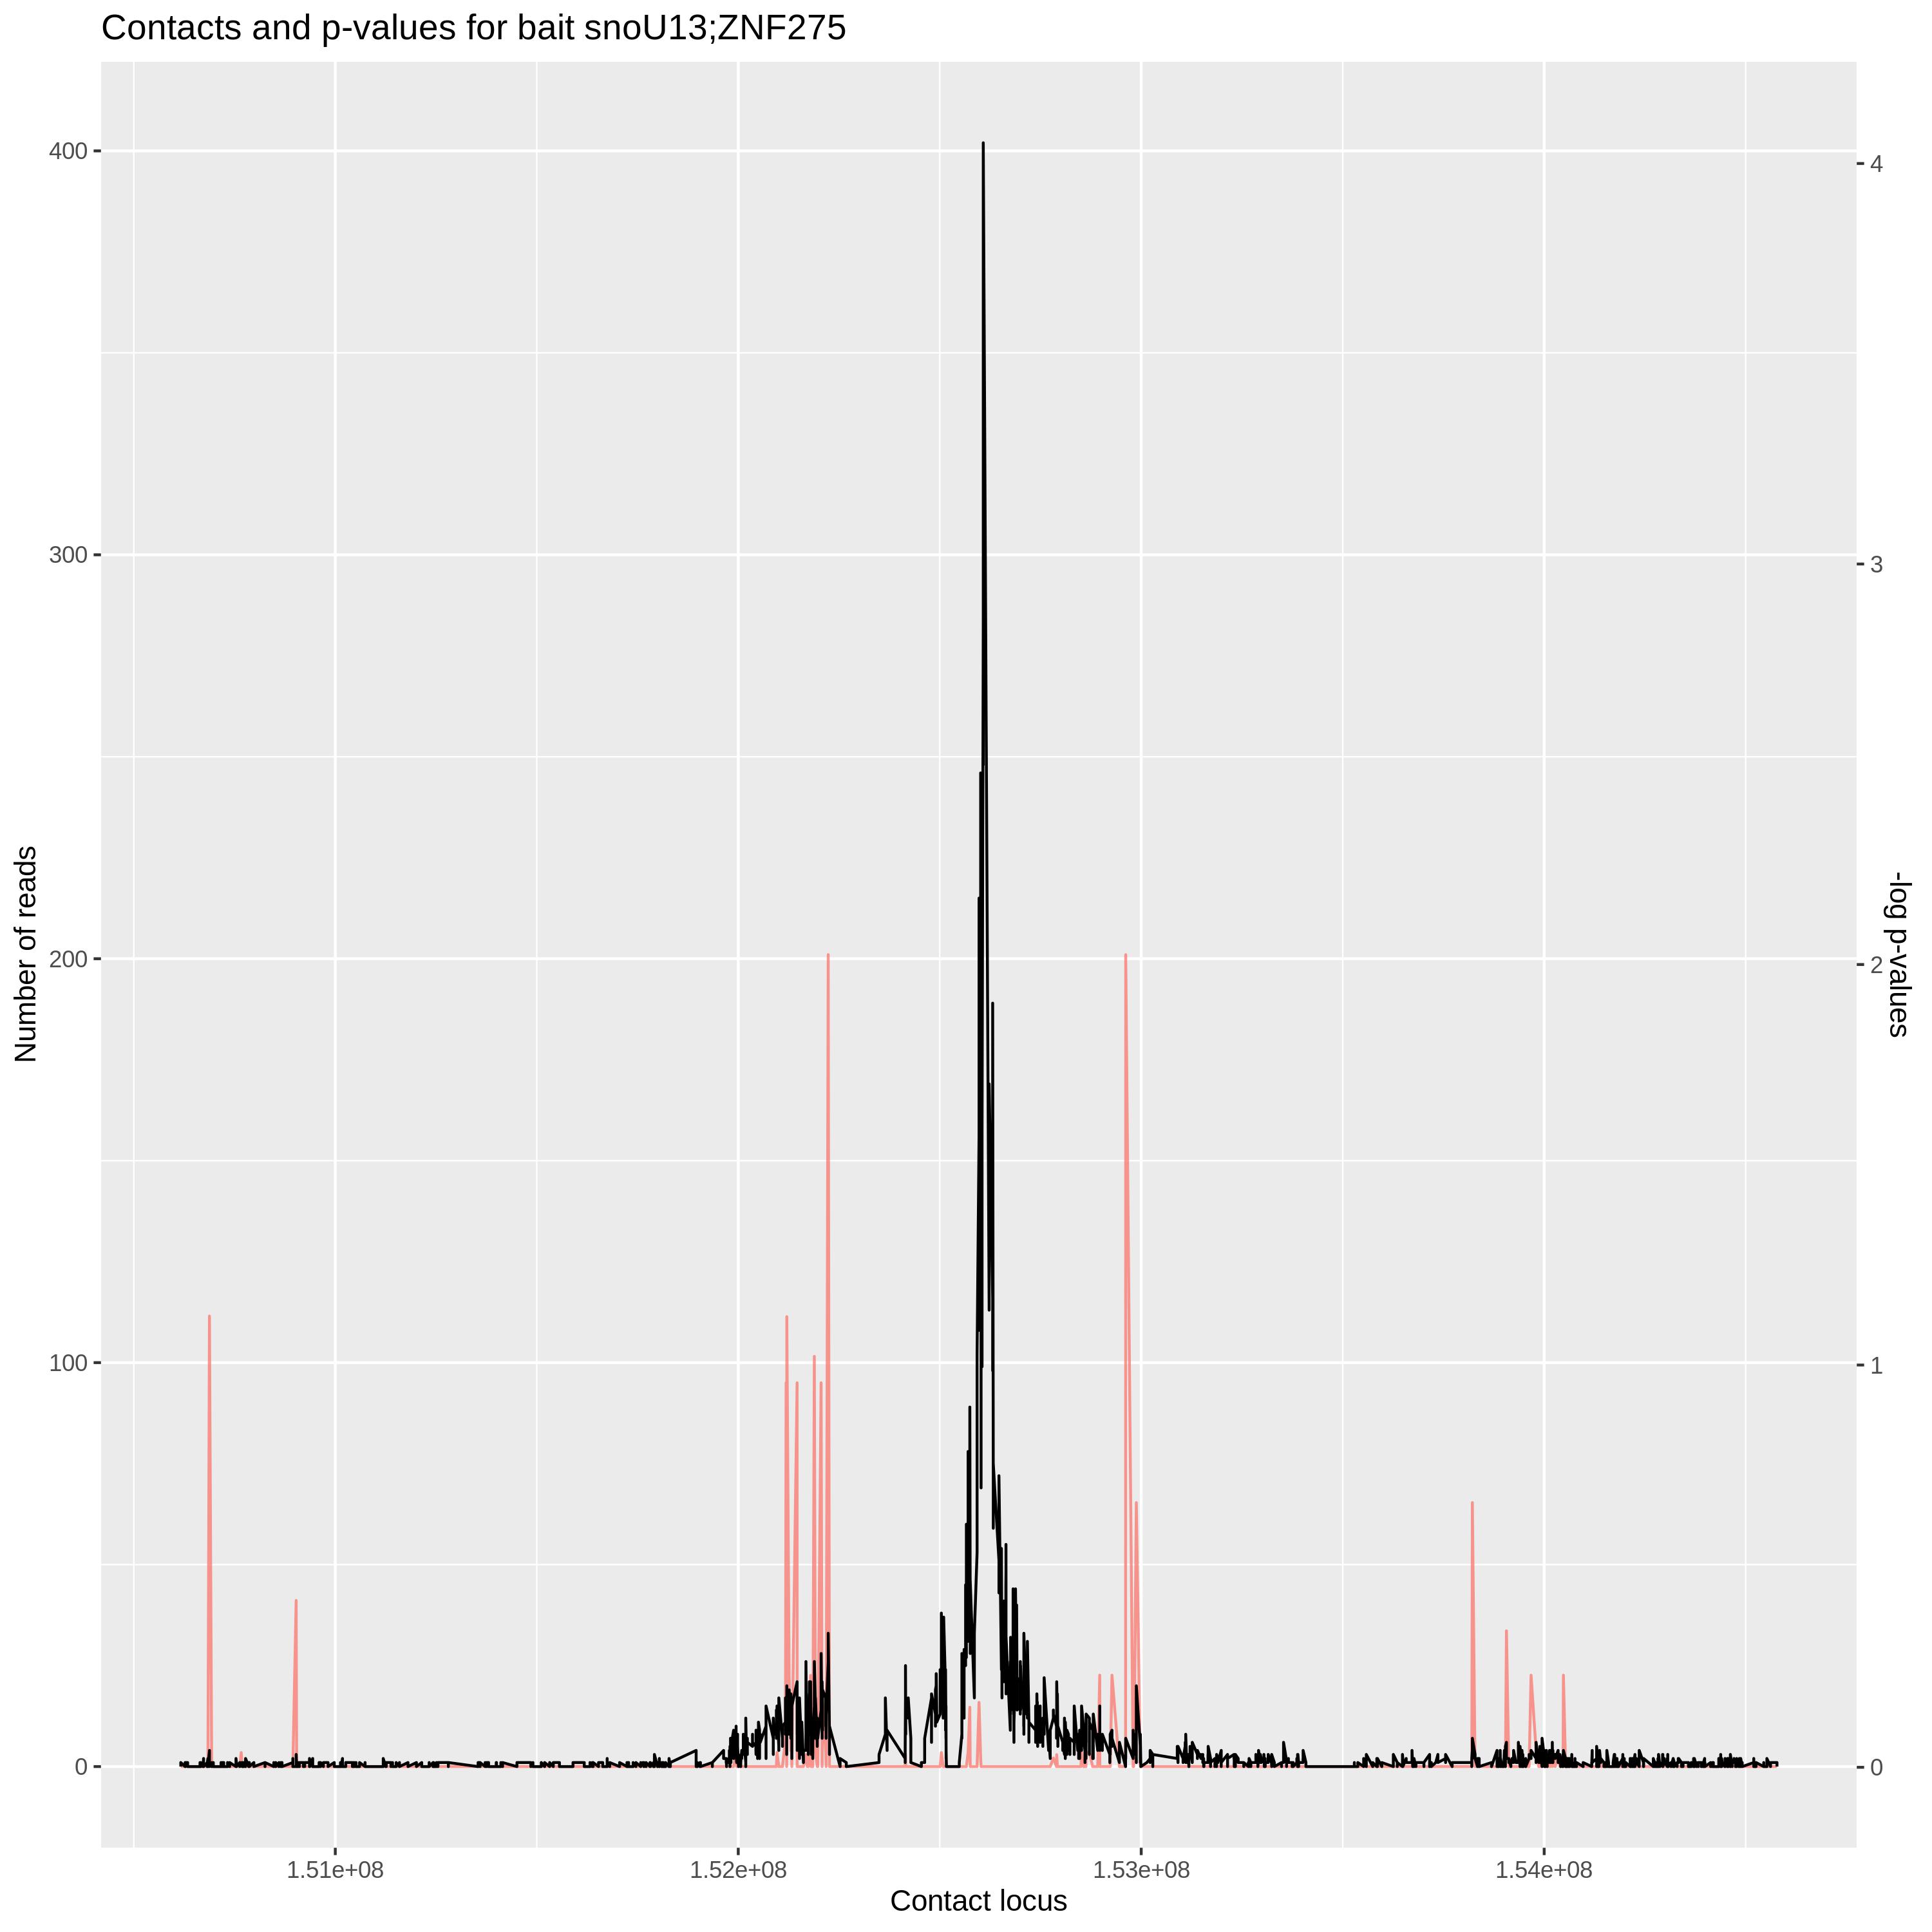 Contacts and p-values for bait snoU13;ZNF275
400
300
200
100
0
Number of reads
4
3
2
1
0
-log p-values
1.51e+08
1.52e+08
1.53e+08
1.54e+08
Contact locus